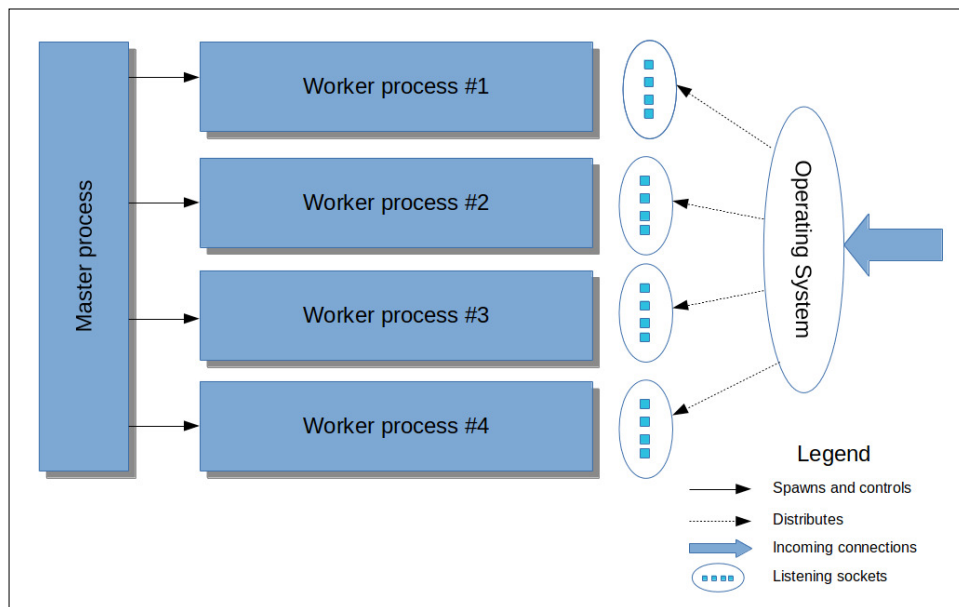 Master process
Worker process #1
Worker process #2
Worker process #3
Worker process #4
Operating System
Legend
Spawns and controls
Distributes
Incoming connections
Listening sockets